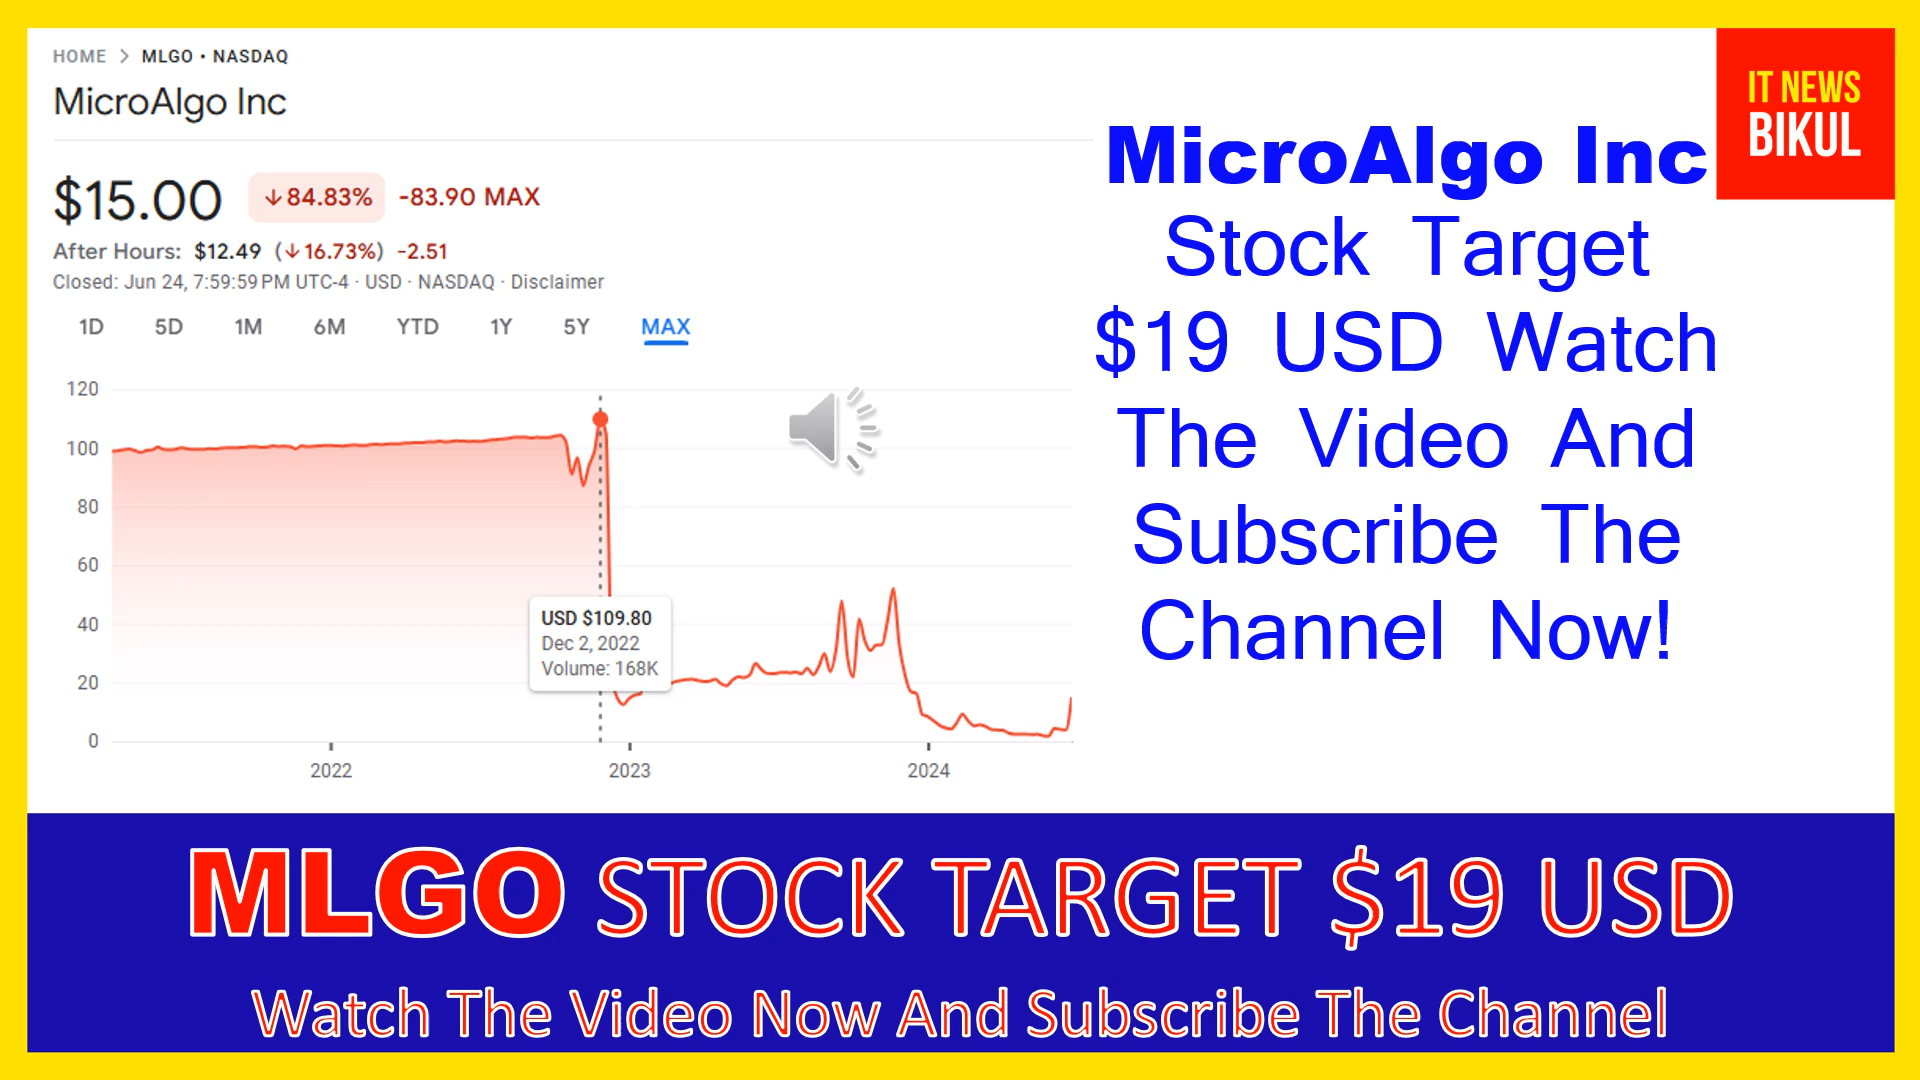 HOME > MLGO • NASDAQ
MicroAlgo Inc
$15.00 ↓84.83% -83.90 MAX
After Hours: $12.49 (↓16.73%) -2.51
Closed: Jun 24, 7:59:59 PM UTC-4 · USD · NASDAQ · Disclaimer
1D 5D 1M 6M YTD 1Y 5Y MAX
120
100
80
60
40
20
0
USD $109.80
Dec 2, 2022
Volume: 168K
2022 2023 2024
MicroAlgo Inc
Stock Target
$19 USD Watch
The Video And
Subscribe The
Channel Now!
IT NEWS
BIKUL
MLGO STOCK TARGET $19 USD
Watch The Video Now And Subscribe The Channel